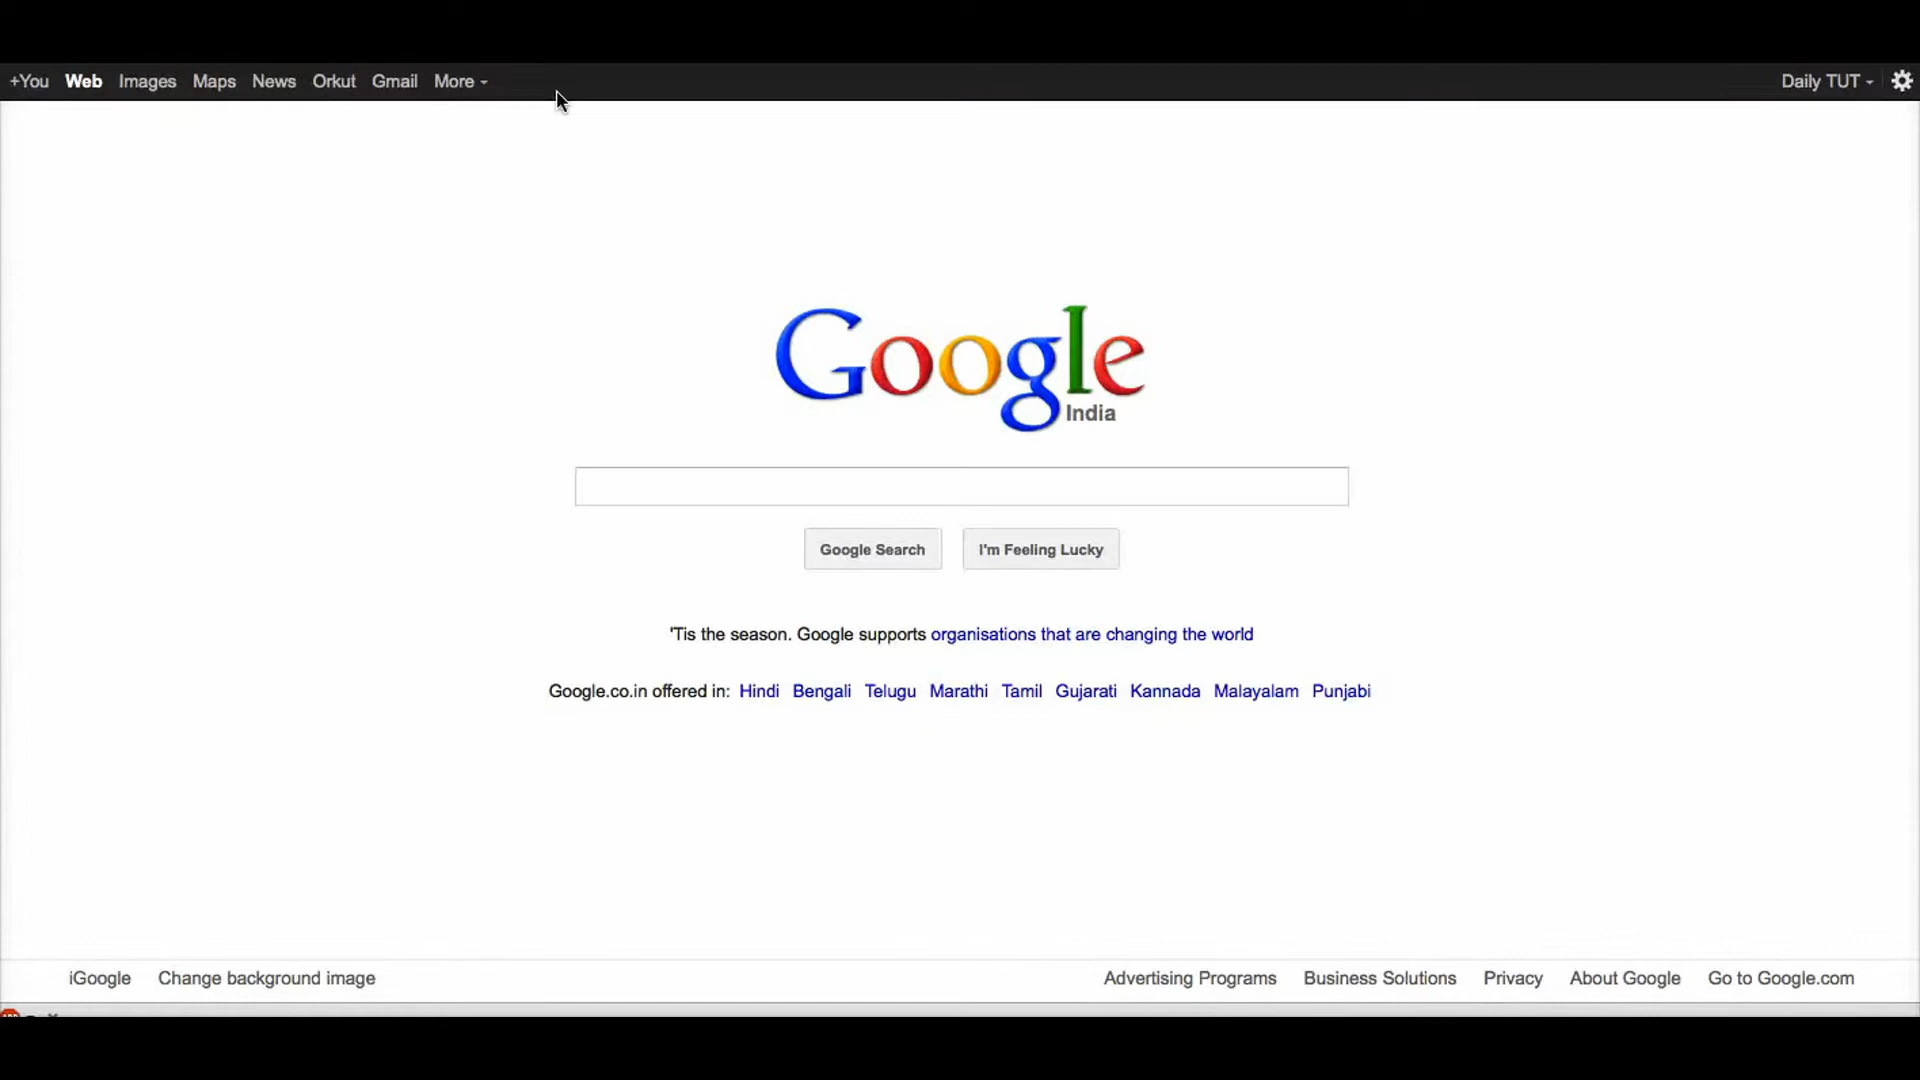 +You Web Images Maps News Orkut Gmail More Daily TUT
Google
India
Google Search I'm Feeling Lucky
'Tis the season. Google supports organisations that are changing the world
Google.co.in offered in: Hindi Bengali Telugu Marathi Tamil Gujarati Kannada Malayalam Punjabi
iGoogle Change background image Advertising Programs Business Solutions Privacy About Google Go to Google.com